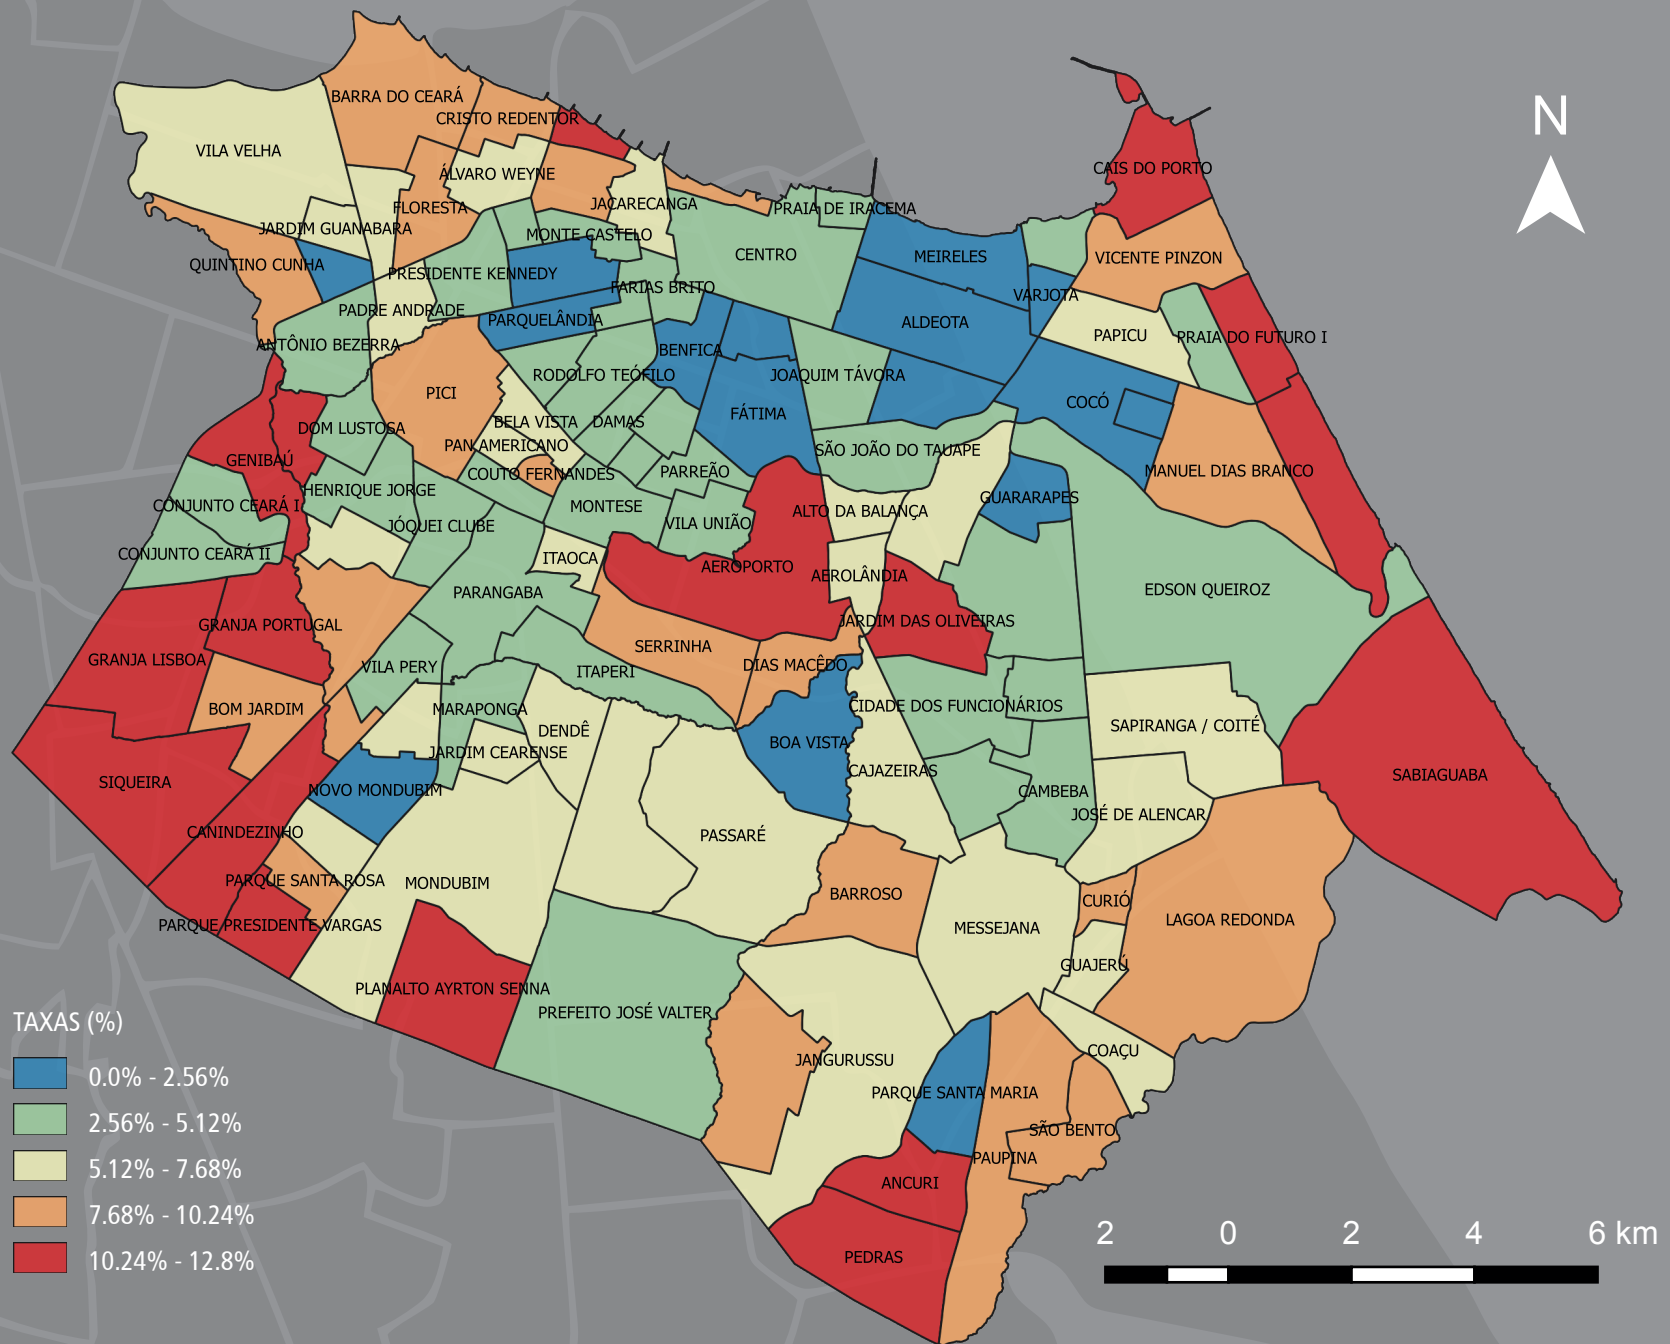 BARRA DO CEARÁ
N
CRISTO REDENTOR
VILA VELHA
CAIS DO PORTO
ÁLVARO WEYNE
JACARECANGA
FLORESTA
PRAIA DE IRACEMA
JARDIM GUANABARA
MONTE CASTELO
CENTRO
MEIRELES
VICENTE PINZON
QUINTINO CUNHA
PRESIDENTE KENNEDY
FARIAS BRITO
VARJOTA
PADRE ANDRADE
PARQUELÂNDIA
ALDEOTA
PAPICU
PRAIA DO FUTURO I
ANTÔNIO BEZERRA
BENFICA
RODOLFO TEÓFILO
JOAQUIM TÁVORA
PICI
COCÓ
FÁTIMA
DOM LUSTOSA
BELA VISTA
DAMAS
PAN AMERICANO
SÃO JOÃO DO TAUAPE
GENIBAÚ
COUTO FERNANDES
PARREÃO
MANUEL DIAS BRANCO
HENRIQUE JORGE
GUARARAPES
CONJUNTO CEARÁ I
MONTESE
ALTO DA BALANÇA
JÓQUEI CLUBE
VILA UNIÃO
CONJUNTO CEARÁ II
ITAOCA
AEROPORTO
AEROLÂNDIA
PARANGABA
EDSON QUEIROZ
GRANJA PORTUGAL
JARDIM DAS OLIVEIRAS
SERRINHA
GRANJA LISBOA
VILA PERY
ITAPERI
DIAS MACÊDO
BOM JARDIM
MARAPONGA
CIDADE DOS FUNCIONÁRIOS
DENDÊ
SAPIRANGA / COITÉ
JARDIM CEARENSE
BOA VISTA
CAJAZEIRAS
SABIAGUABA
SIQUEIRA
NOVO MONDUBIM
CAMBEBA
JOSÉ DE ALENCAR
CANINDEZINHO
PASSARÉ
PARQUE SANTA ROSA
MONDUBIM
BARROSO
CURIÓ
LAGOA REDONDA
PARQUE PRESIDENTE VARGAS
MESSEJANA
GUAJERÚ
PLANALTO AYRTON SENNA
PREFEITO JOSÉ VALTER
JANGURUSSU
COAÇU
PARQUE SANTA MARIA
SÃO BENTO
PAUPINA
ANCURI
PEDRAS
TAXAS (%)
0.0% - 2.56%
2.56% - 5.12%
5.12% - 7.68%
7.68% - 10.24%
10.24% - 12.8%
2 0 2 4 6 km